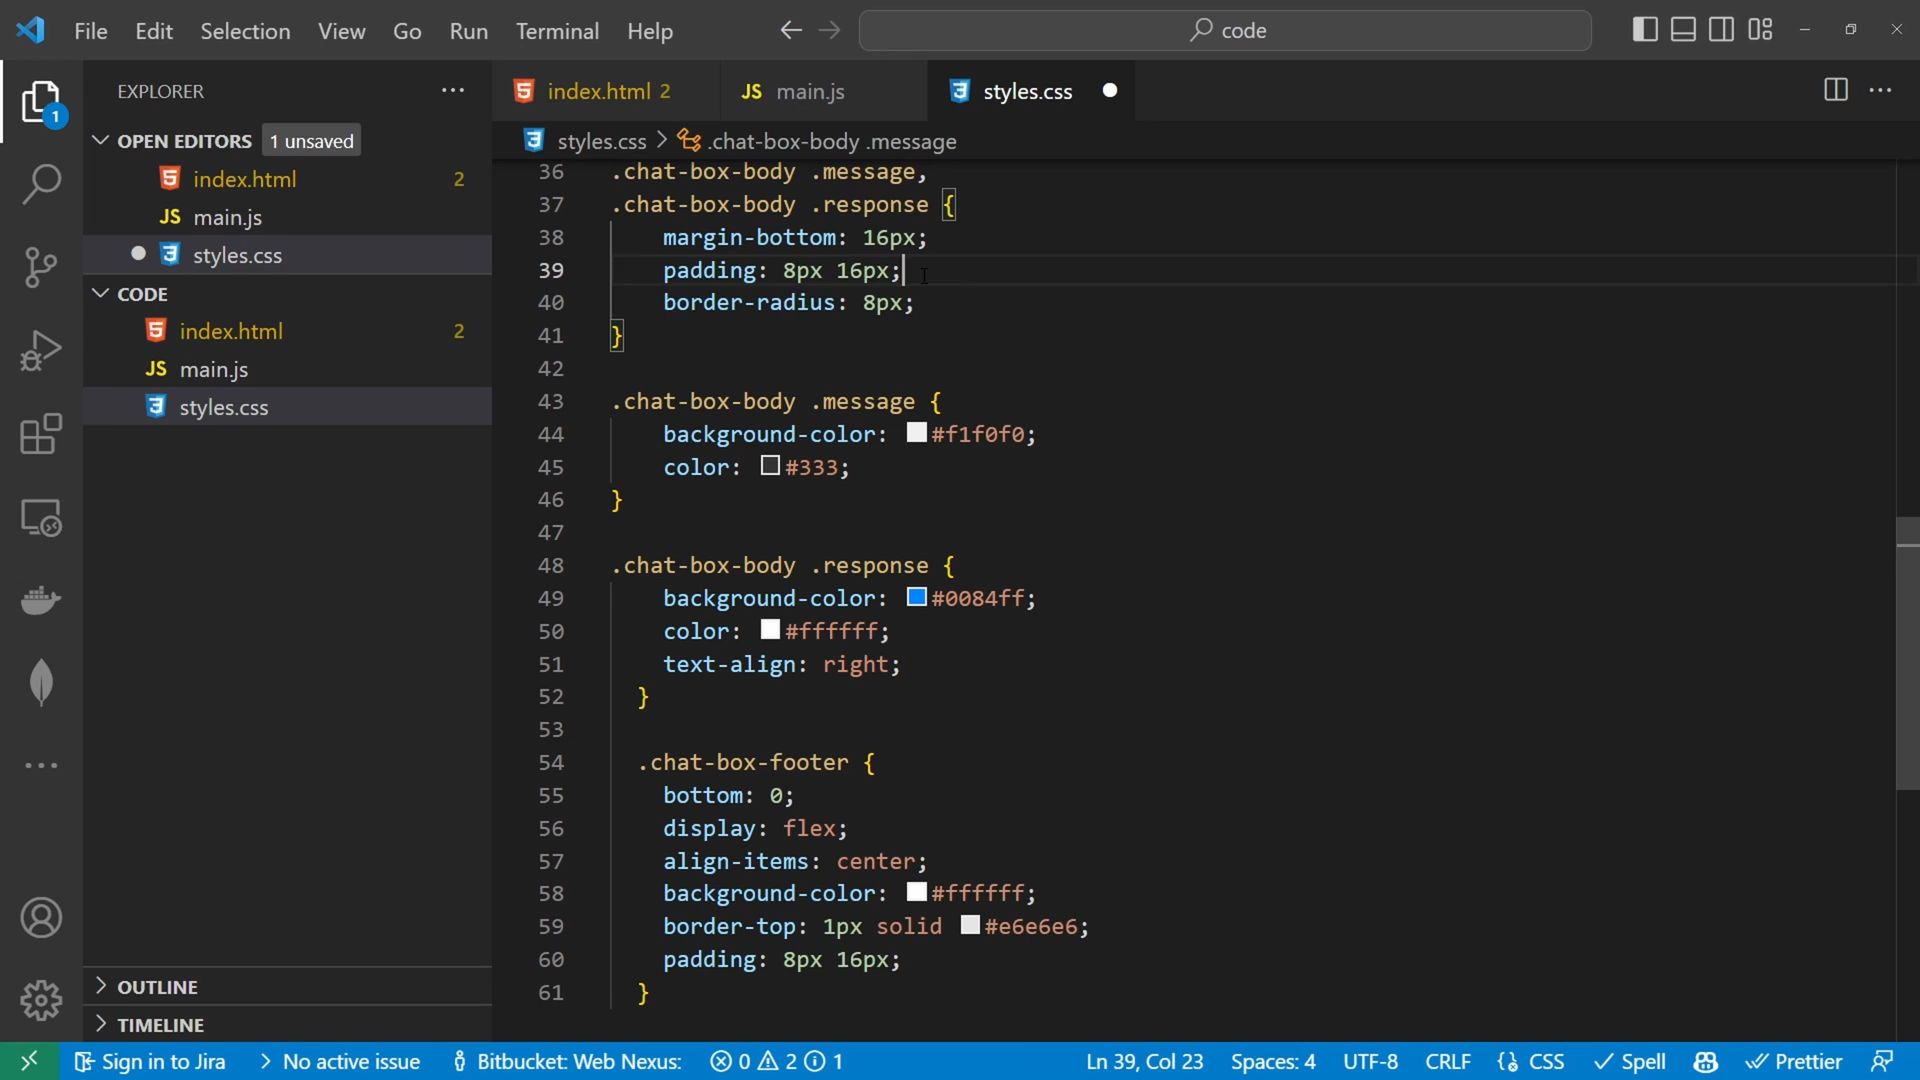 File Edit Selection View Go Run Terminal Help code
EXPLORER
1
OPEN EDITORS 1 unsaved
index.html 2
JS main.js
styles.css
CODE
index.html 2
JS main.js
styles.css
OUTLINE
TIMELINE
index.html 2 JS main.js styles.css
styles.css > .chat-box-body .message
36 .chat-box-body .message,
37 .chat-box-body .response {
38 margin-bottom: 16px;
39 padding: 8px 16px;
40 border-radius: 8px;
41 }
42
43 .chat-box-body .message {
44 background-color: #f1f0f0;
45 color: #333;
46 }
47
48 .chat-box-body .response {
49 background-color: #0084ff;
50 color: #ffffff;
51 text-align: right;
52 }
53
54 .chat-box-footer {
55 bottom: 0;
56 display: flex;
57 align-items: center;
58 background-color: #ffffff;
59 border-top: 1px solid #e6e6e6;
60 padding: 8px 16px;
61 }
Sign in to Jira No active issue Bitbucket: Web Nexus: 0 2 1 Ln 39, Col 23 Spaces: 4 UTF-8 CRLF {} CSS Spell Prettier